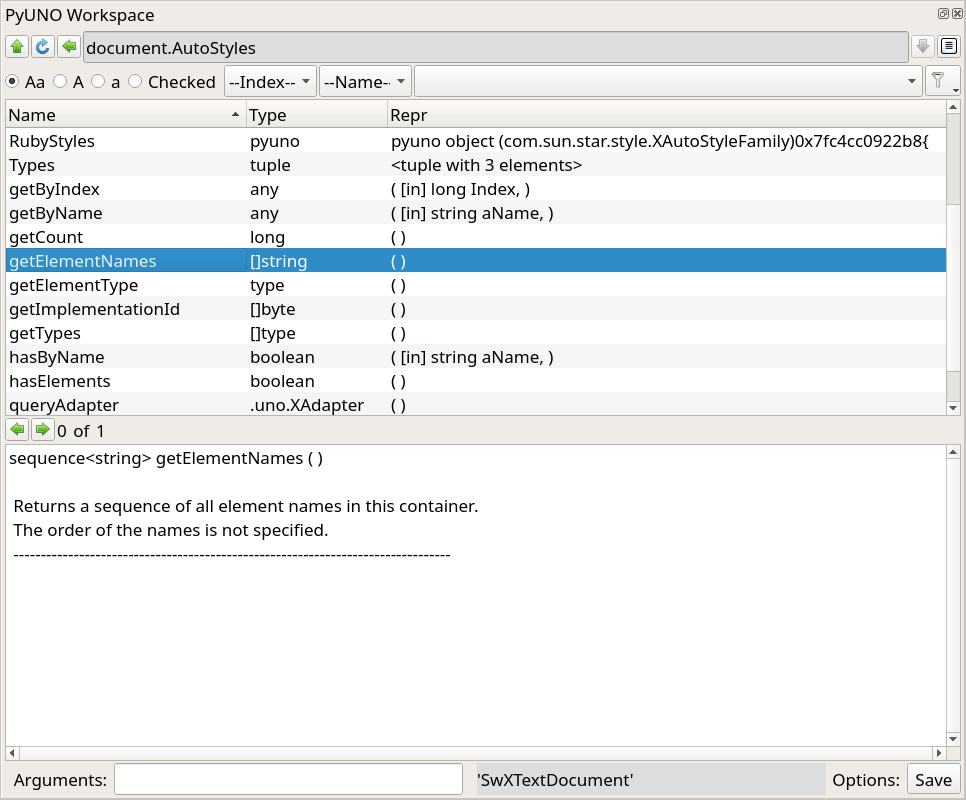 PyUNO Workspace
document.AutoStyles
Aa A a Checked --Index-- --Name-
Name Type Repr
RubyStyles pyuno pyuno object (com.sun.star.style.XAutoStyleFamily)0x7fc4cc0922b8{
Types tuple <tuple with 3 elements>
getByIndex any ( [in] long Index, )
getByName any ( [in] string aName, )
getCount long ( )
getElementNames []string ( )
getElementType type ( )
getImplementationId []byte ( )
getTypes []type ( )
hasByName boolean ( [in] string aName, )
hasElements boolean ( )
queryAdapter .uno.XAdapter ( )
0 of 1
sequence<string> getElementNames ( )
Returns a sequence of all element names in this container.
The order of the names is not specified.
--------------------------------------------------------------------------------
Arguments: 'SwXTextDocument' Options: Save